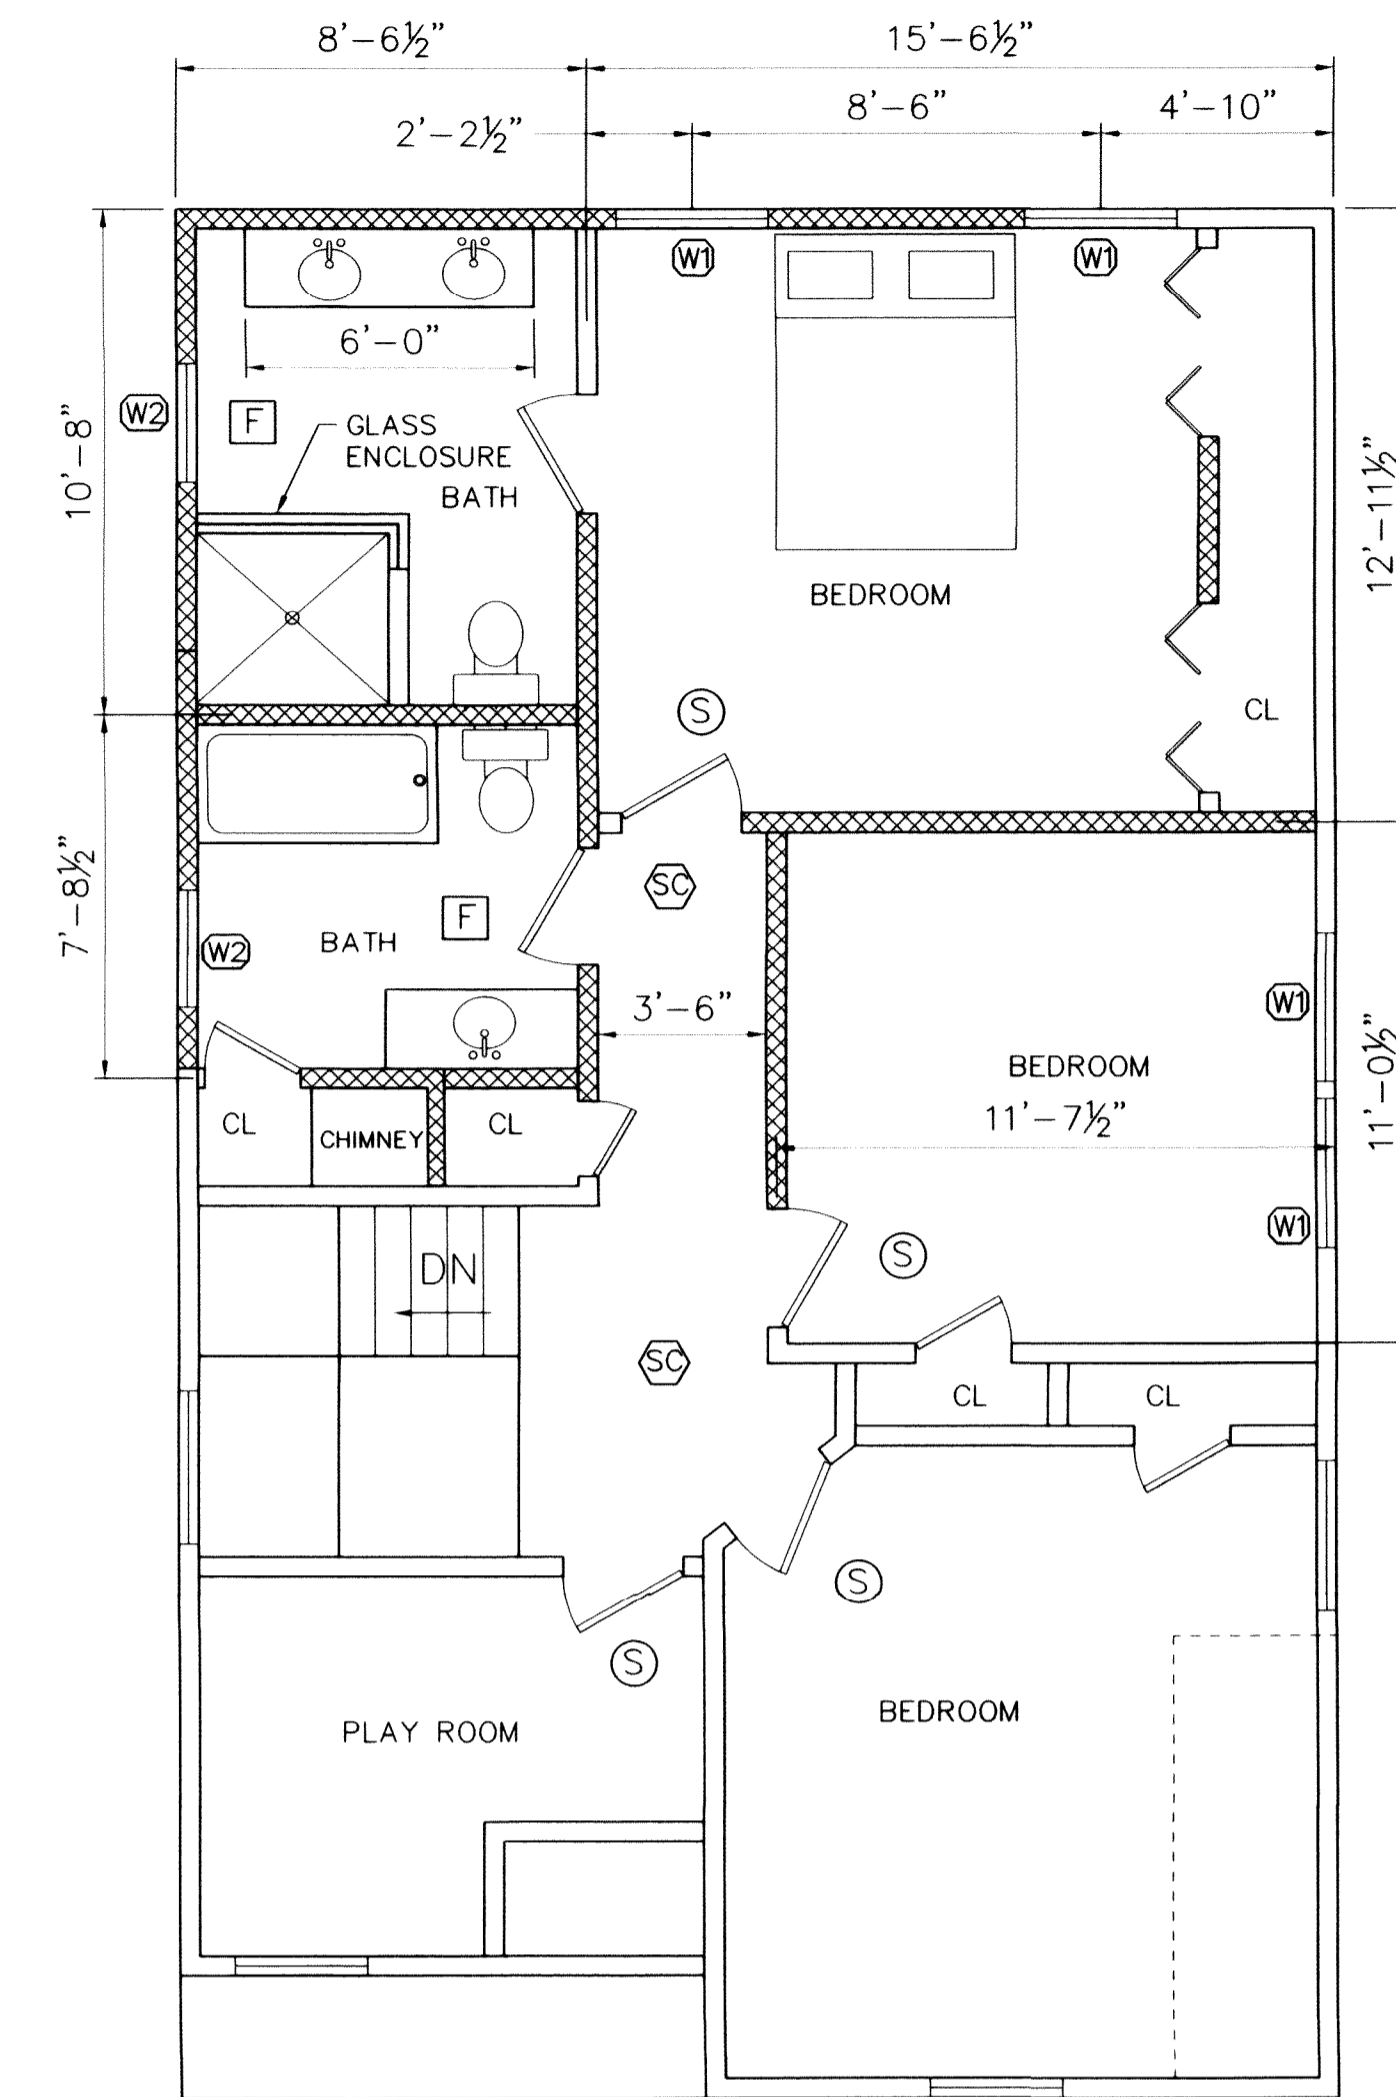 8'-6½"
15'-6½"
2'-2½"
8'-6"
4'-10"
W1
W1
6'-0"
W2
F
GLASS
ENCLOSURE
BATH
10'-8"
12'-11½"
BEDROOM
S
CL
7'-8½"
SC
F
BATH
W2
3'-6"
W1
BEDROOM
11'-7½"
11'-0½"
CL
CHIMNEY
CL
W1
S
DN
SC
CL
CL
S
S
BEDROOM
PLAY ROOM